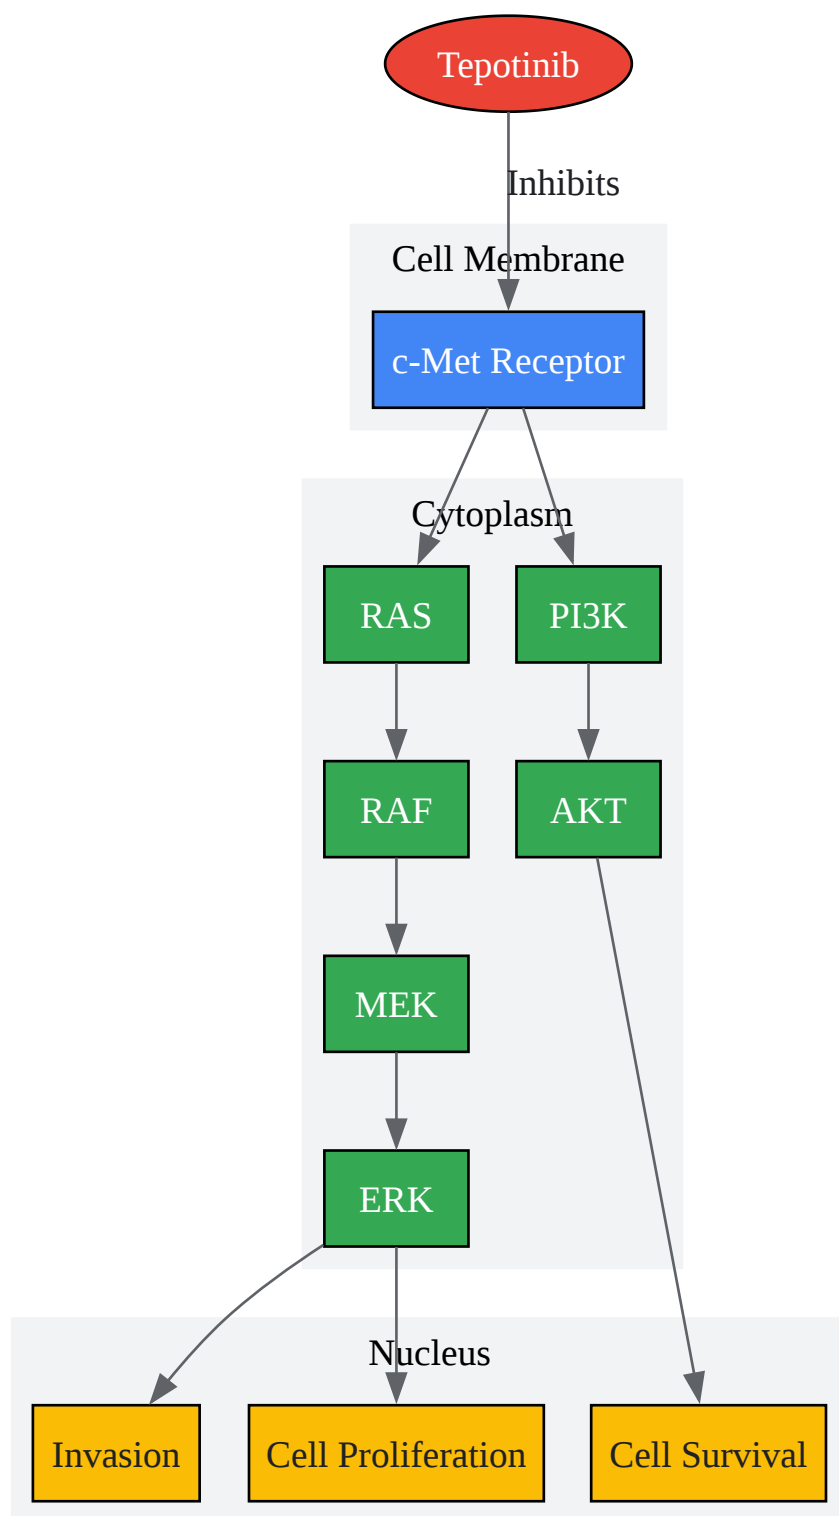 Tepotinib
Inhibits
Cell Membrane
c-Met Receptor
Cytoplasm
RAS
PI3K
RAF
AKT
MEK
ERK
Nucleus
Invasion
Cell Proliferation
Cell Survival